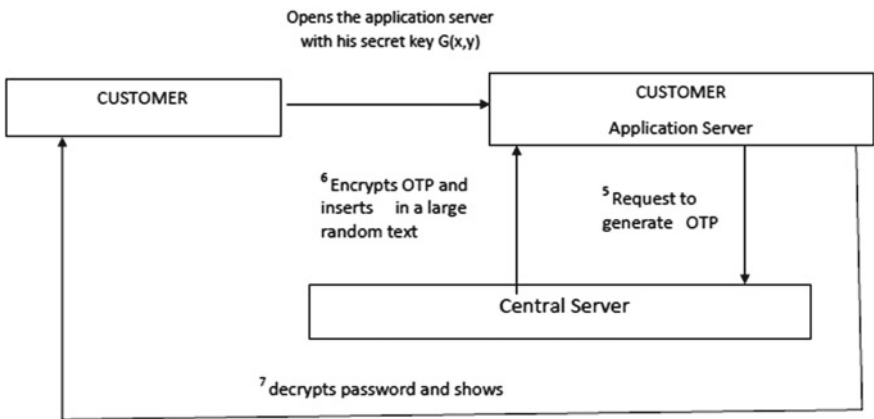 Opens the application server
with his secret key G(x,y)
CUSTOMER
CUSTOMER
Application Server
6 Encrypts OTP and
inserts in a large
random text
5 Request to
generate OTP
Central Server
7 decrypts password and shows